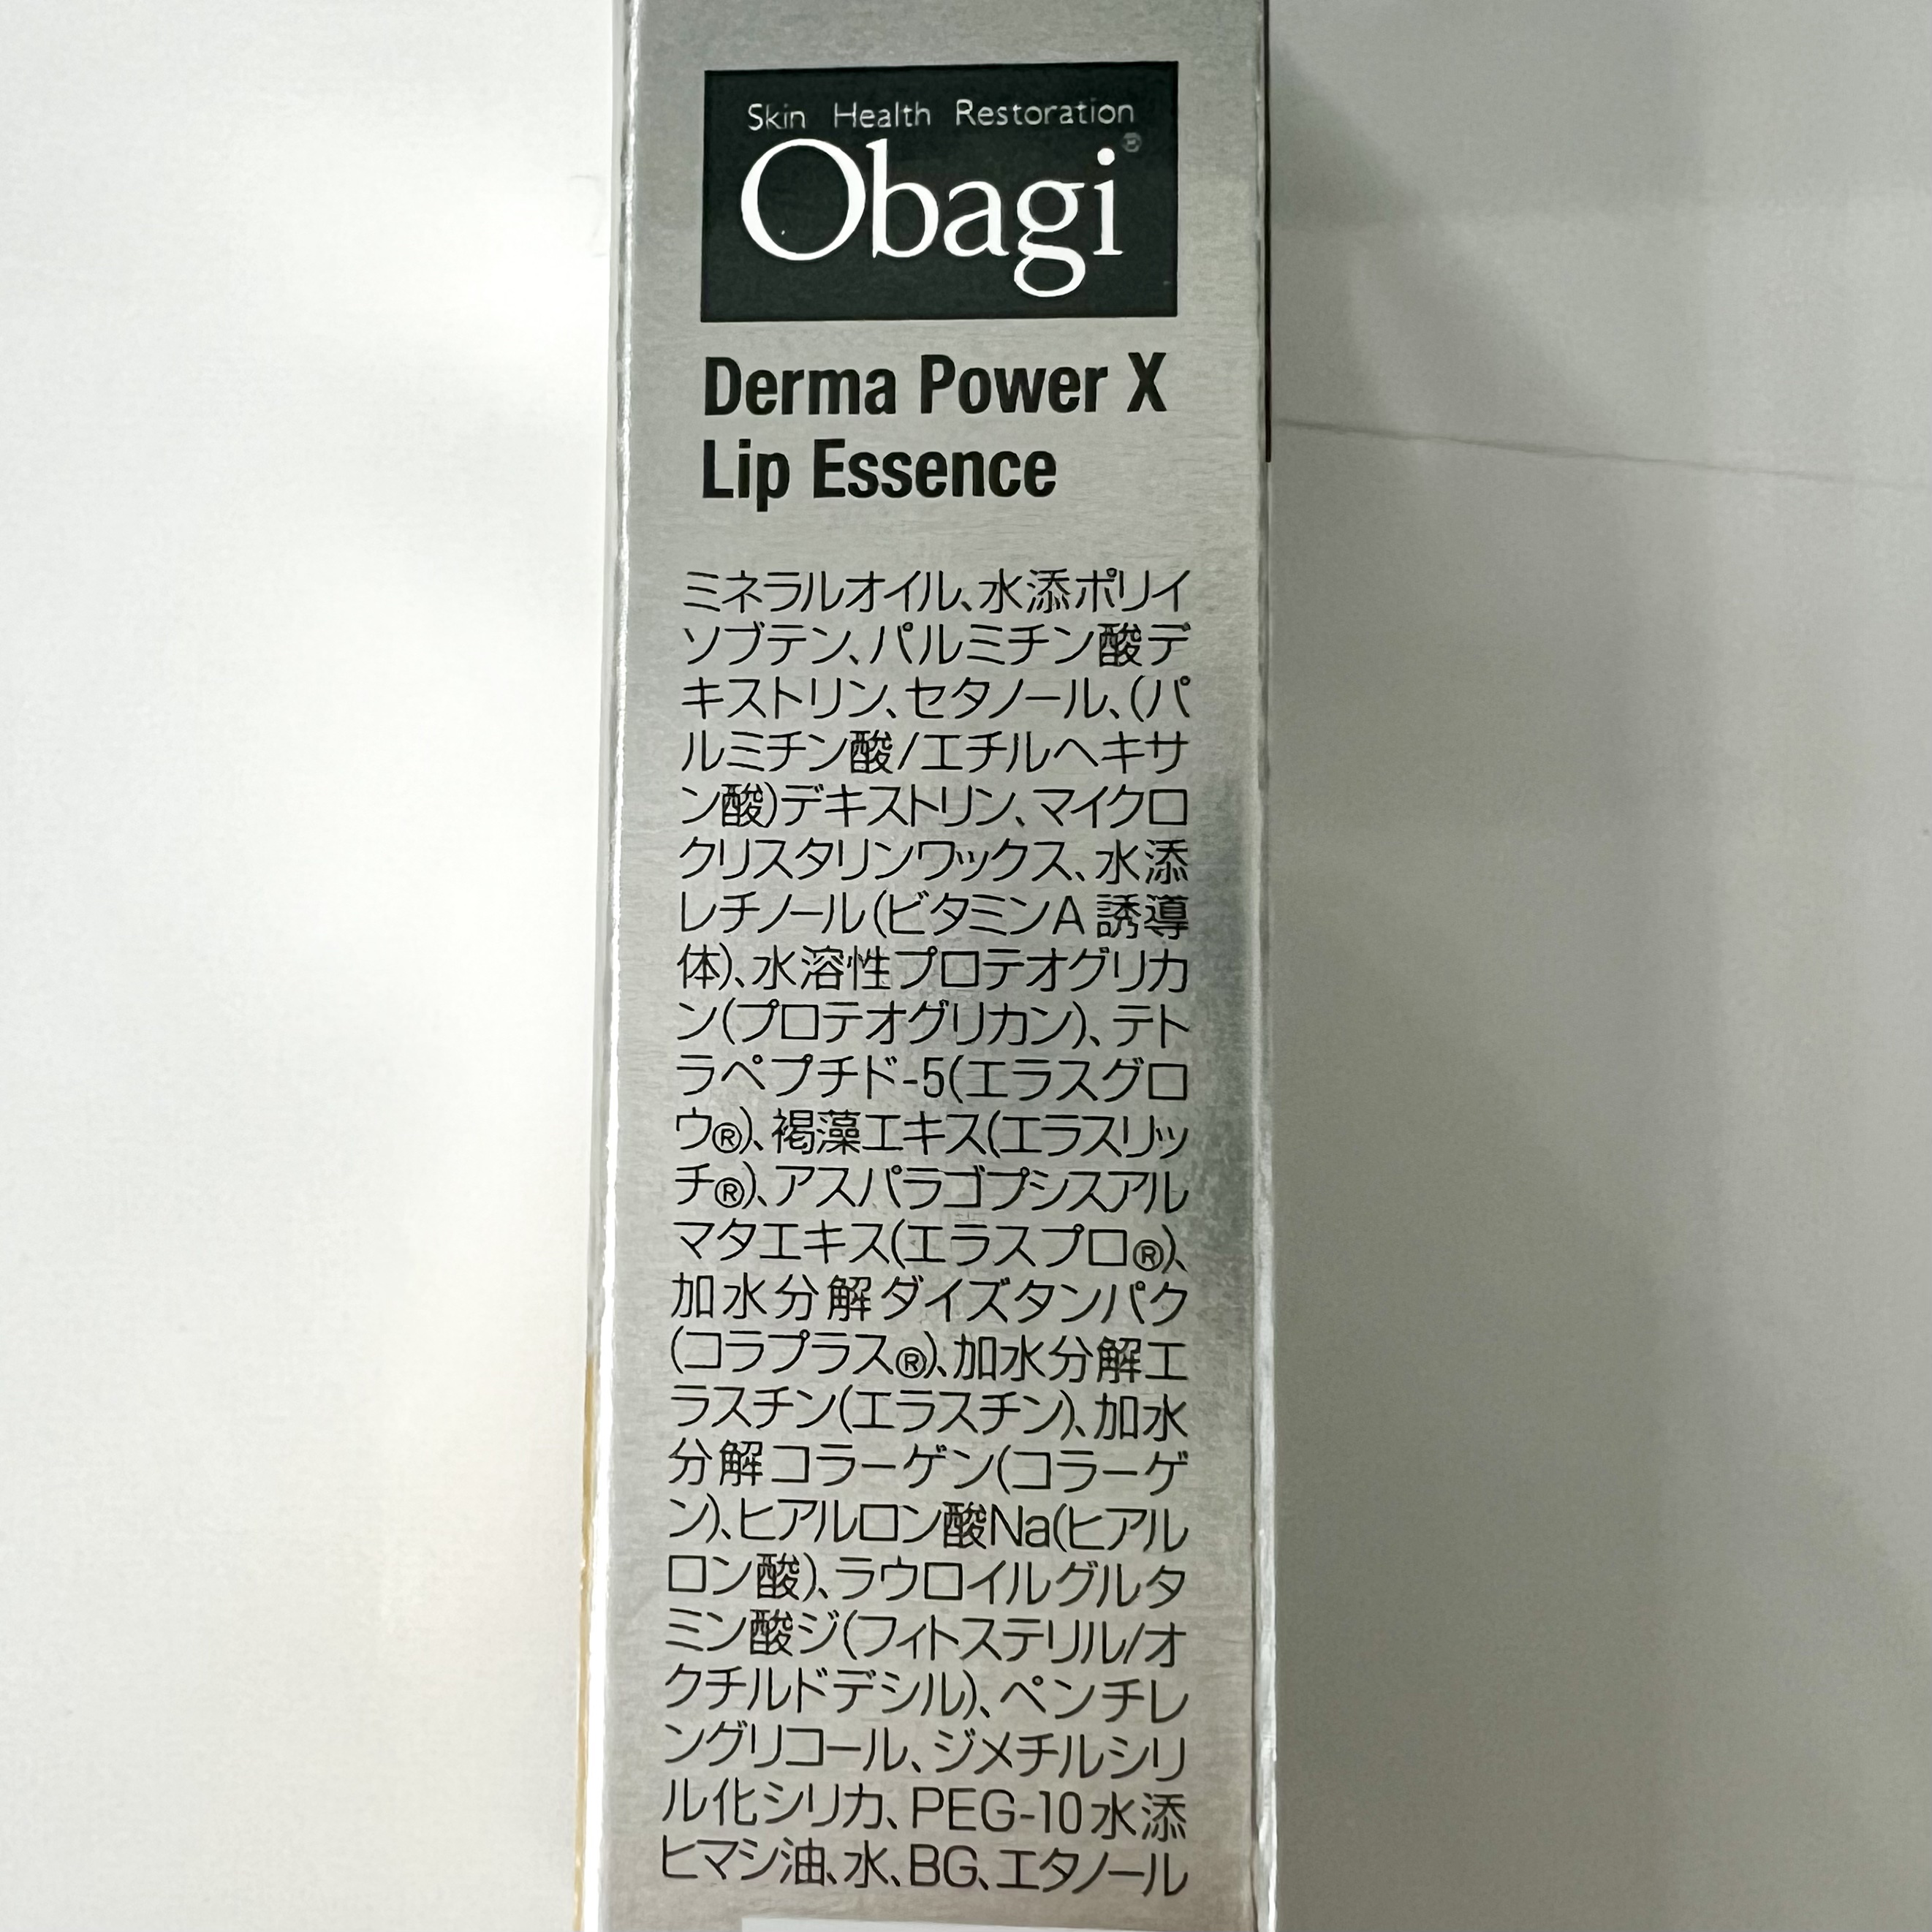 Skin Health Restoration
Obagi®
Derma Power X
Lip Essence
ミネラルオイル、水添ポリイ
ソブテン、パルミチン酸デ
キストリン、セタノール、(パ
ルミチン酸/エチルヘキサ
ン酸)デキストリン、マイクロ
クリスタリンワックス、水添
レチノール(ビタミンA誘導
体)、水溶性プロテオグリカ
ン(プロテオグリカン)、テト
ラペプチド-5(エラスグロ
ウ®)、褐藻エキス(エラスリッ
チ®)、アスパラゴプシスアル
マタエキス(エラスプロ®)、
加水分解ダイズタンパク
(コラプラス®)、加水分解エ
ラスチン(エラスチン)、加水
分解コラーゲン(コラーゲ
ン)、ヒアルロン酸Na(ヒアル
ロン酸)、ラウロイルグルタ
ミン酸ジ(フィトステリル/オ
クチルドデシル)、ペンチレ
ングリコール、ジメチルシリ
ル化シリカ、PEG-10水添
ヒマシ油、水、BG、エタノール